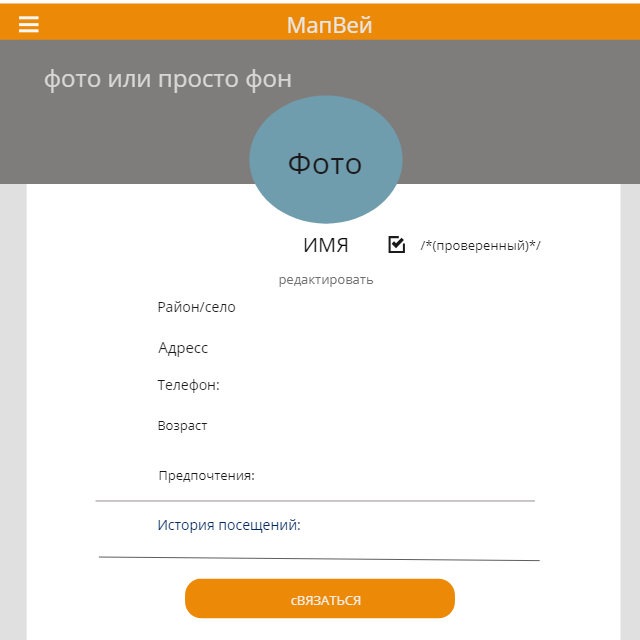 МапВей
фото или просто фон
Фото
ИМЯ /*(проверенный)*/
редактировать
Район/село
Адресс
Телефон:
Возраст
Предпочтения:
История посещений:
сВЯЗАТЬСЯ